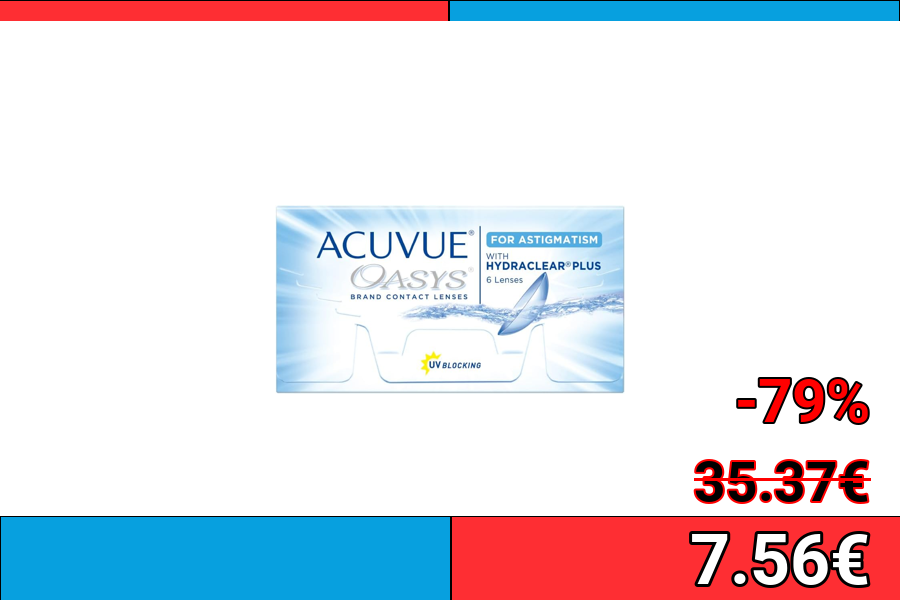 ACUVUE®
OASYS®
BRAND CONTACT LENSES
FOR ASTIGMATISM
WITH
HYDRACLEAR® PLUS
6 Lenses
UV BLOCKING
-79%
35.37€
7.56€